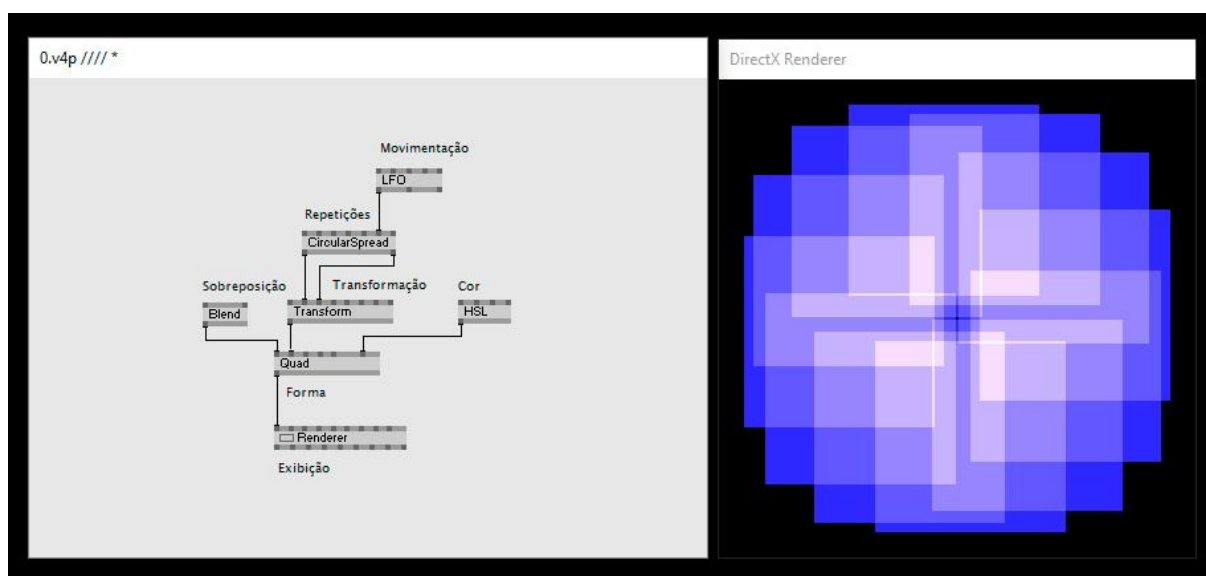 0.v4p //// *
Movimentação
LFO
Repetições
CircularSpread
Sobreposição
Transformação
Cor
Blend
Transform
HSL
Quad
Forma
Renderer
Exibição
DirectX Renderer